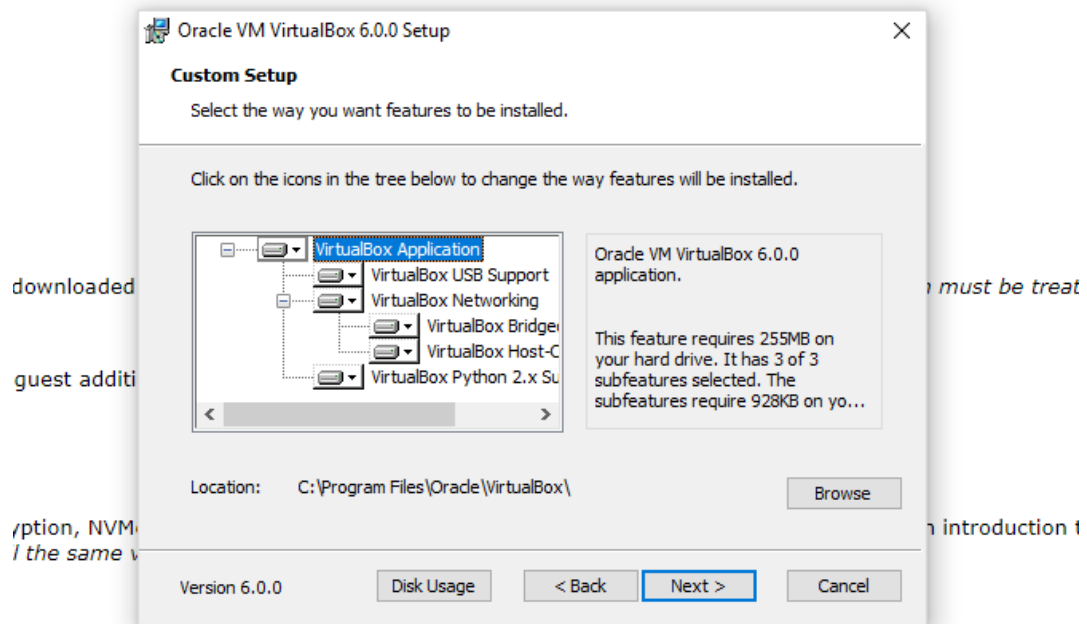 Oracle VM VirtualBox 6.0.0 Setup
Custom Setup
Select the way you want features to be installed.
Click on the icons in the tree below to change the way features will be installed.
VirtualBox Application
VirtualBox USB Support
VirtualBox Networking
VirtualBox Bridge
VirtualBox Host-C
VirtualBox Python 2.x Su
Oracle VM VirtualBox 6.0.0
application.
This feature requires 255MB on
your hard drive. It has 3 of 3
subfeatures selected. The
subfeatures require 928KB on yo...
downloaded
n must be treat
guest additi
Location: C:\Program Files\Oracle\VirtualBox\
Browse
yption, NVM
n introduction t
l the same v
Version 6.0.0
Disk Usage
< Back
Next >
Cancel